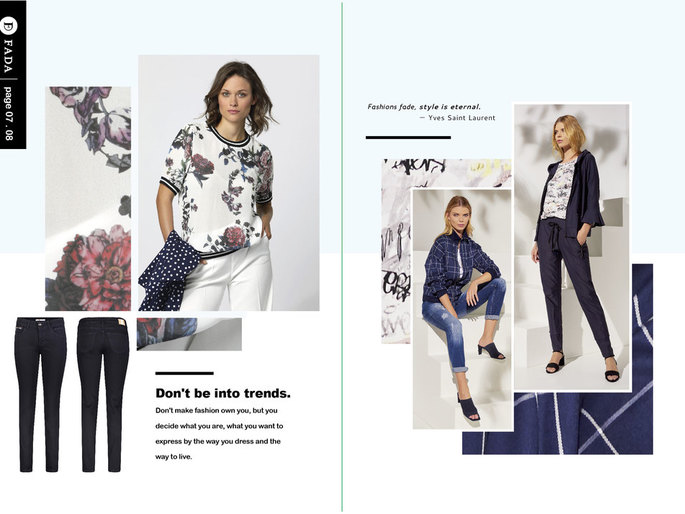 FADA
page 07 . 08
Don't be into trends.
Don't make fashion own you, but you
decide what you are, what you want to
express by the way you dress and the
way to live.
Fashions fade, style is eternal.
— Yves Saint Laurent